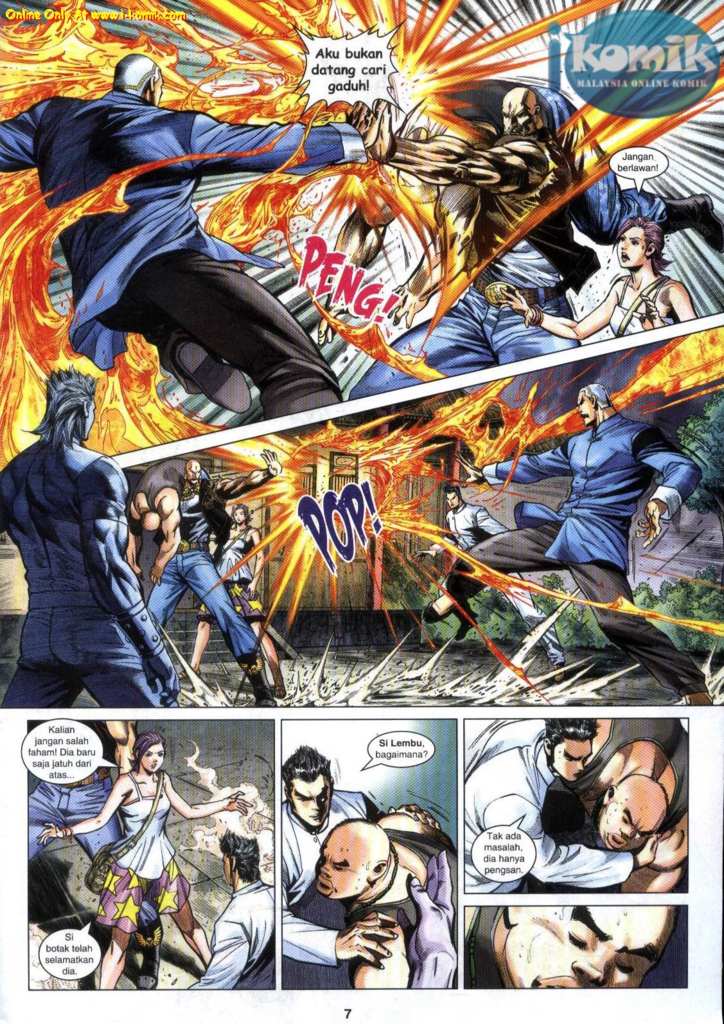 Online Only At www.i-komik.com
komik
MALAYSIA ONLINE KOMIK
Aku bukan
datang cari
gaduh!
Jangan
berlawan!
PENG!
POP!
Kalian
jangan salah
faham! Dia baru
saja jatuh dari
atas...
Si
botak telah
selamatkan
dia.
Si Lembu,
bagaimana?
Tak ada
masalah,
dia hanya
pengsan.
7